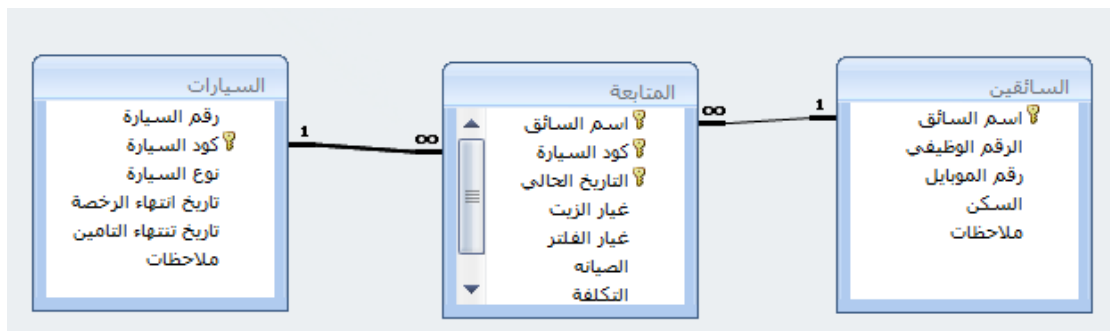 السائقين
اسم السائق
الرقم الوظيفي
رقم الموبايل
السكن
ملاحظات
1
∞
المتابعة
اسم السائق
كود السيارة
التاريخ الحالي
غيار الزيت
غيار الفلتر
الصيانه
التكلفة
∞
1
السيارات
رقم السيارة
كود السيارة
نوع السيارة
تاريخ انتهاء الرخصة
تاريخ تنتهاء التامين
ملاحظات